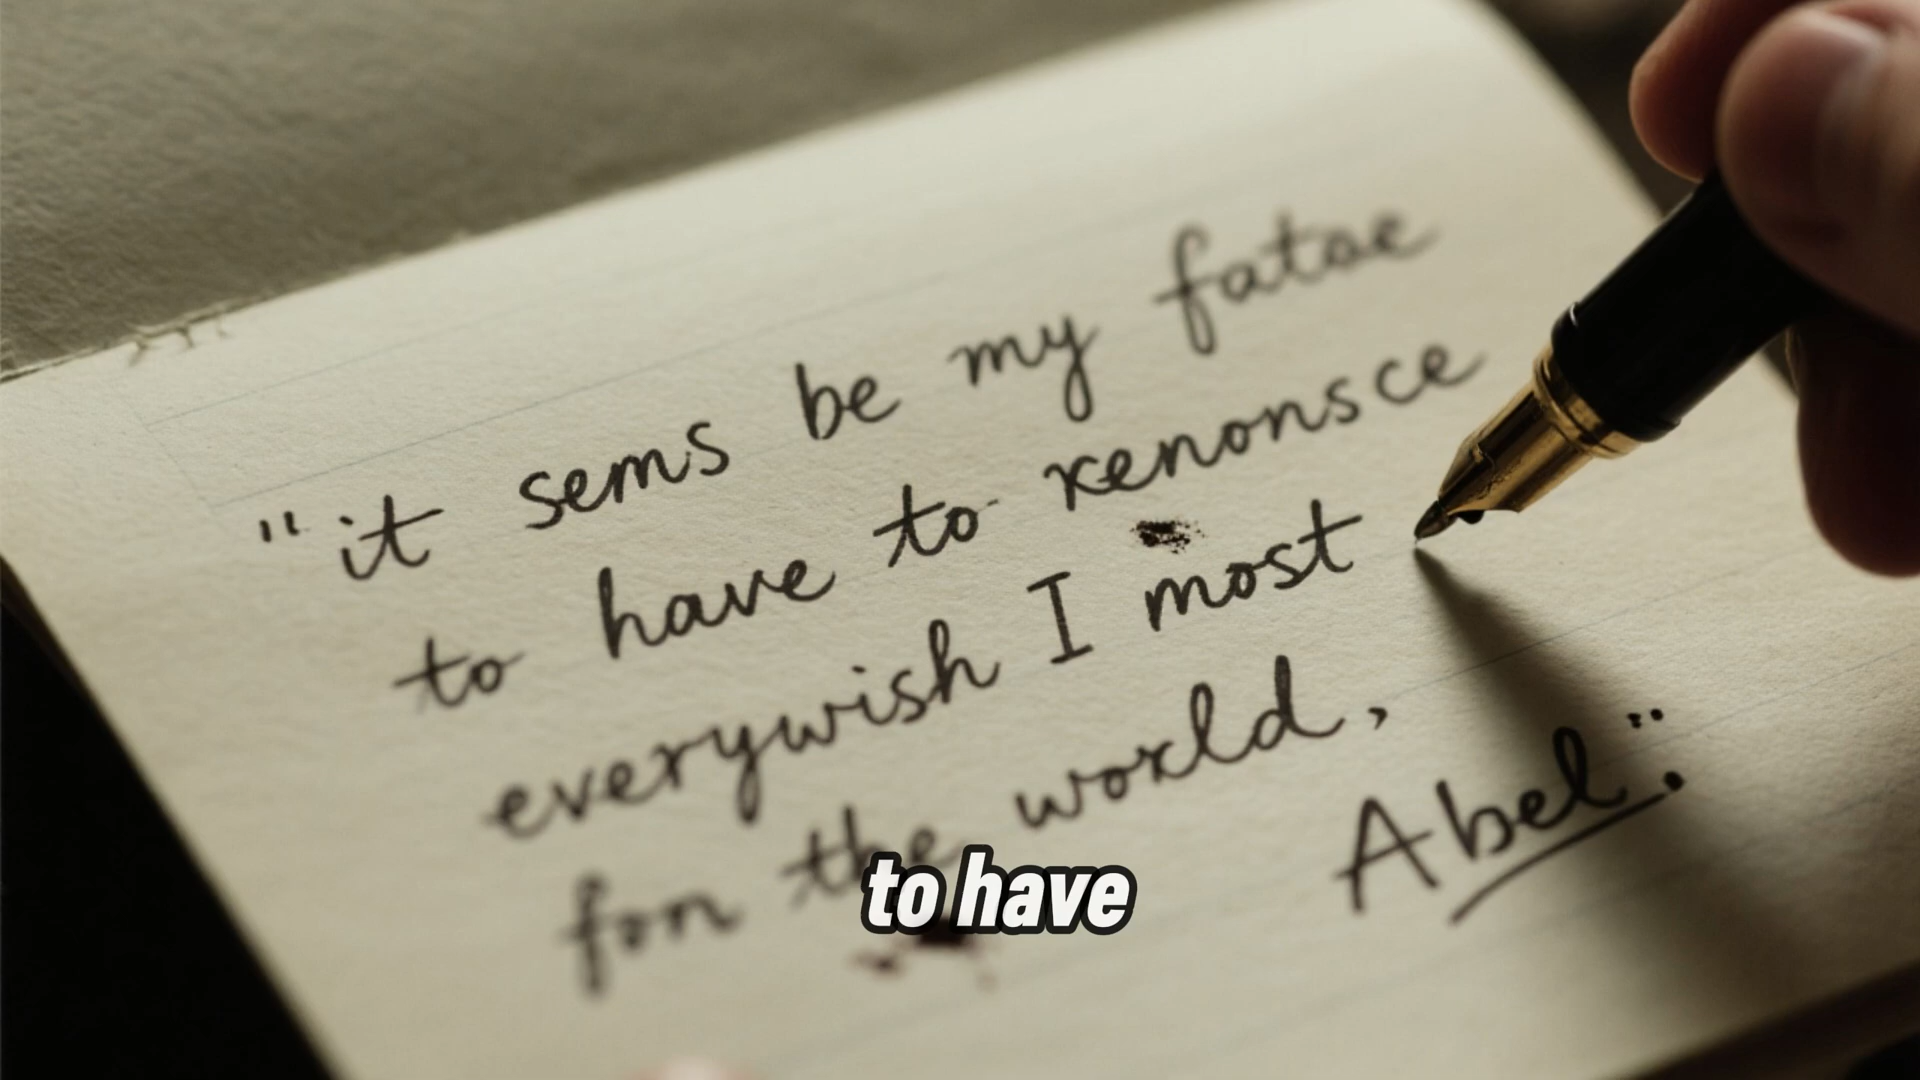 "it sems be my fatae
to have to renonsce
everywish I most
for the world,
Abel."
to have